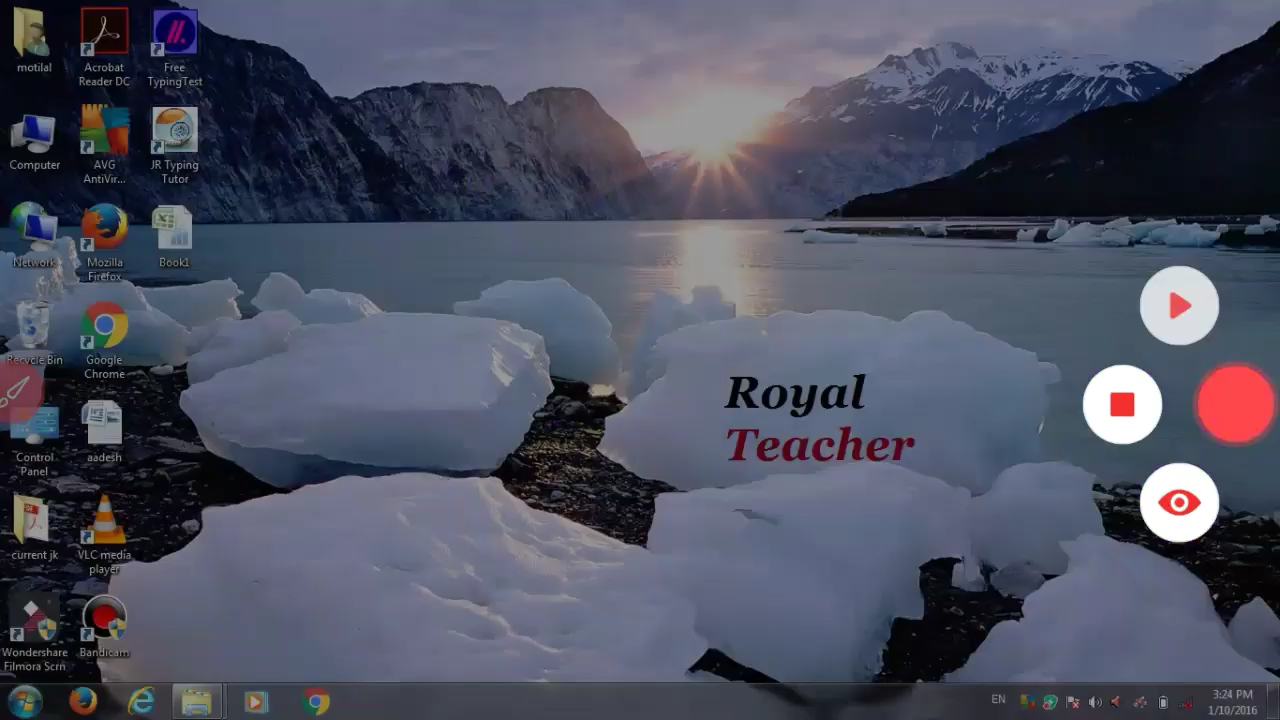 motilal
Acrobat
Reader DC
Free
TypingTest
Computer
AVG
AntiVir...
JR Typing
Tutor
Network
Mozilla
Firefox
Book1
Recycle Bin
Google
Chrome
Control
Panel
aadesh
current jk
VLC media
player
Wondershare
Filmora Scrn
Bandicam
Royal
Teacher
EN
3:24 PM
1/10/2016